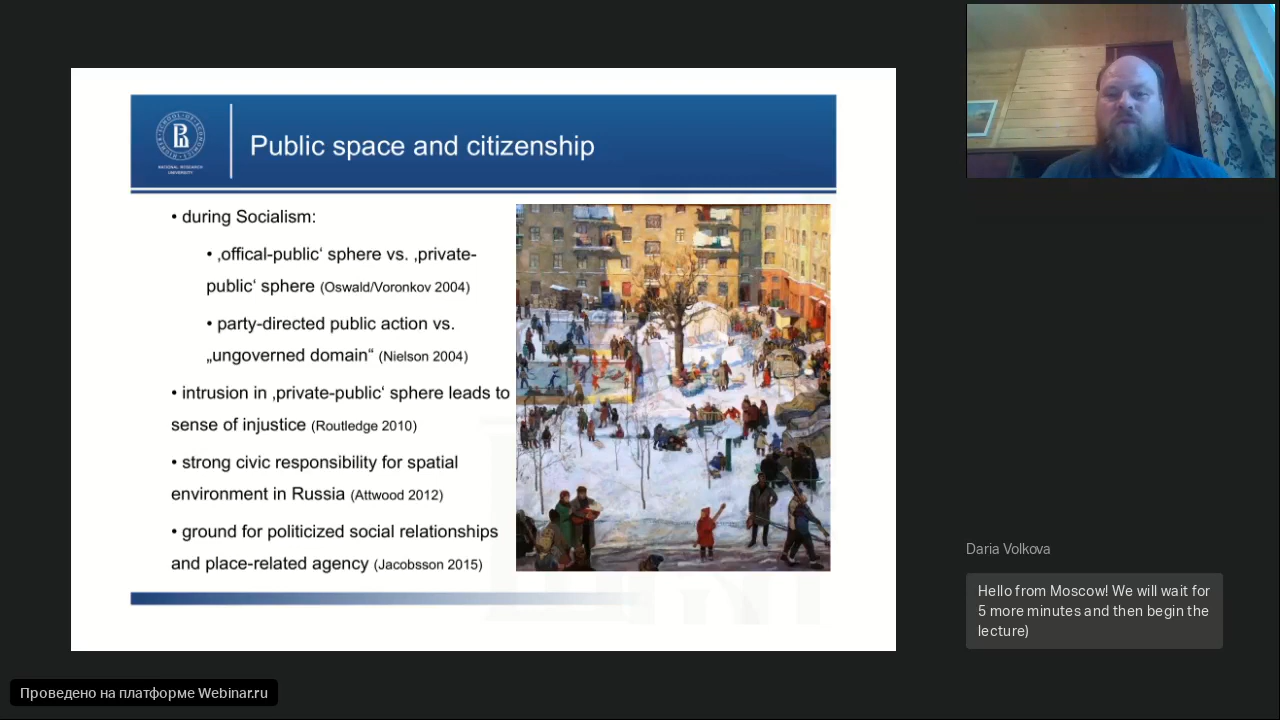 Public space and citizenship
NATIONAL RESEARCH
UNIVERSITY
• during Socialism:
• ‚offical-public‘ sphere vs. ‚private-
public‘ sphere (Oswald/Voronkov 2004)
• party-directed public action vs.
„ungoverned domain“ (Nielson 2004)
• intrusion in ‚private-public‘ sphere leads to
sense of injustice (Routledge 2010)
• strong civic responsibility for spatial
environment in Russia (Attwood 2012)
• ground for politicized social relationships
and place-related agency (Jacobsson 2015)
Daria Volkova
Hello from Moscow! We will wait for
5 more minutes and then begin the
lecture)
Проведено на платформе Webinar.ru